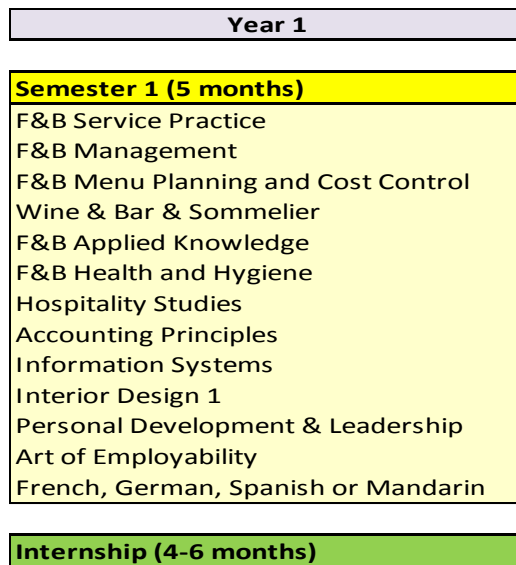 Year 1
Semester 1 (5 months)
F&B Service Practice
F&B Management
F&B Menu Planning and Cost Control
Wine & Bar & Sommelier
F&B Applied Knowledge
F&B Health and Hygiene
Hospitality Studies
Accounting Principles
Information Systems
Interior Design 1
Personal Development & Leadership
Art of Employability
French, German, Spanish or Mandarin
Internship (4-6 months)